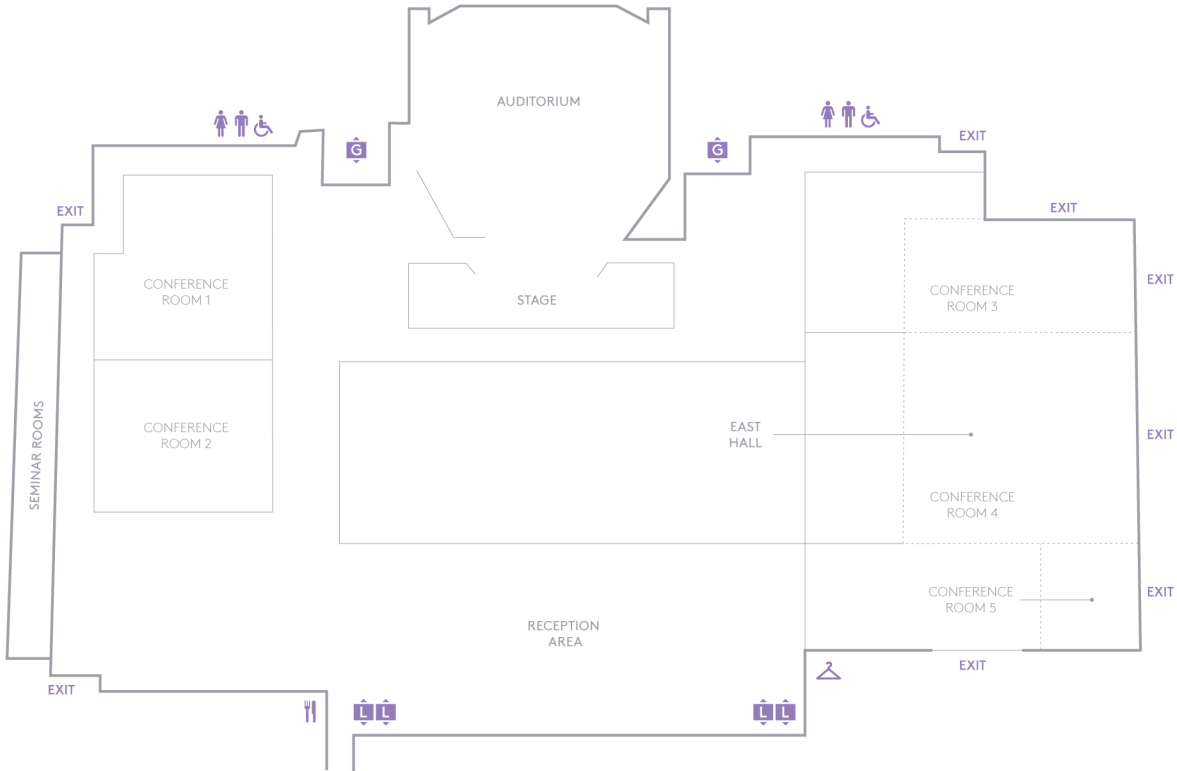 AUDITORIUM
EXIT
G
G
EXIT
EXIT
EXIT
CONFERENCE
ROOM 1
STAGE
CONFERENCE
ROOM 3
EXIT
CONFERENCE
ROOM 2
EAST
HALL
EXIT
SEMINAR ROOMS
CONFERENCE
ROOM 4
CONFERENCE
ROOM 5
EXIT
RECEPTION
AREA
EXIT
EXIT
L L
L L